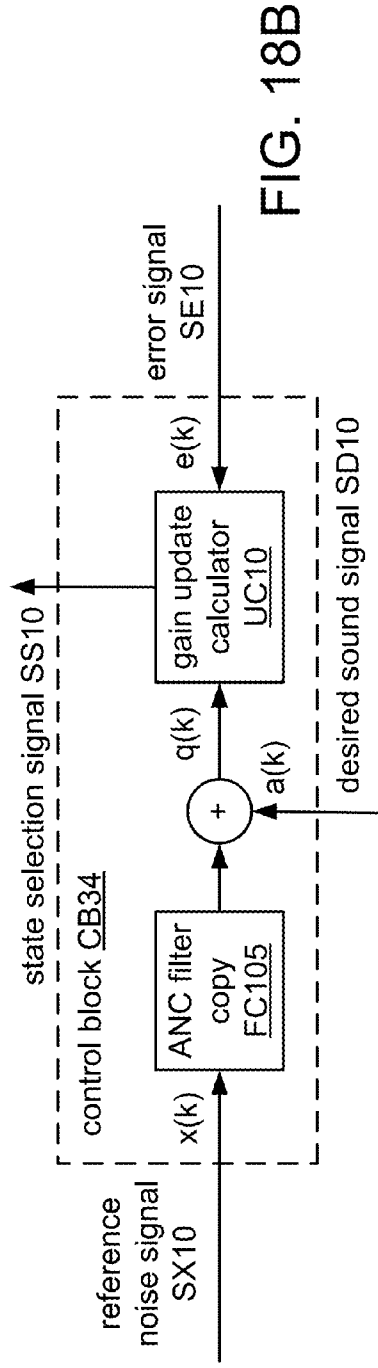 reference
noise signal
SX10
x(k)
control block CB34
ANC filter
copy
FC105
+
a(k)
desired sound signal SD10
q(k)
gain update
calculator
UC10
state selection signal SS10
e(k)
error signal
SE10
FIG. 18B